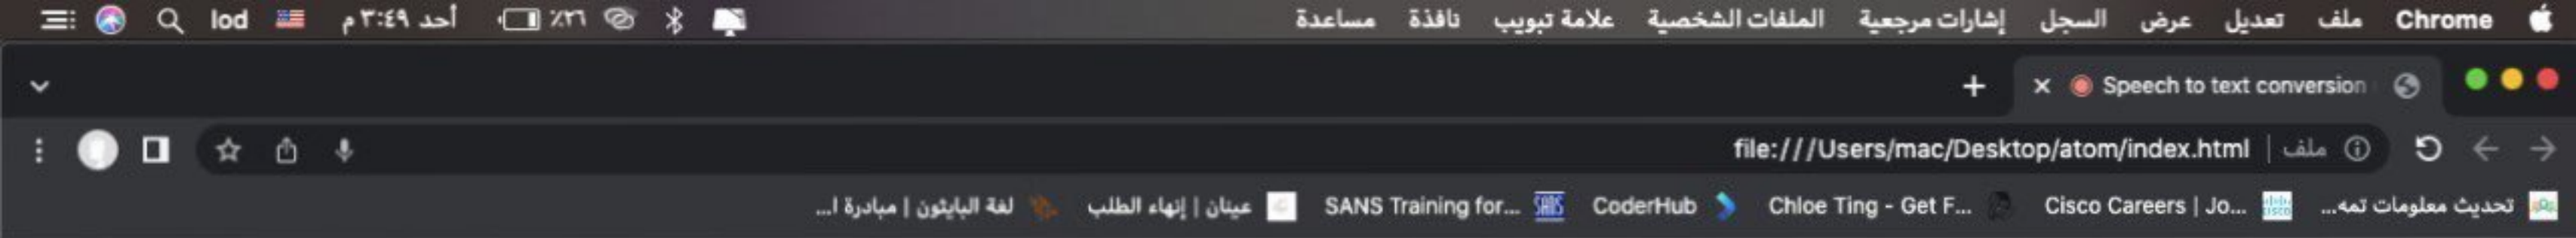 Chrome ملف تعديل عرض السجل إشارات مرجعية الملفات الشخصية علامة تبويب نافذة مساعدة ٢٦٪ أحد ٣:٤٩ م lod
Speech to text conversion
ملف | file:///Users/mac/Desktop/atom/index.html
تحديث معلومات تمه... Cisco Careers | Jo... Chloe Ting - Get F... CoderHub SANS Training for... عينان | إنهاء الطلب لغة البايثون | مبادرة ا...